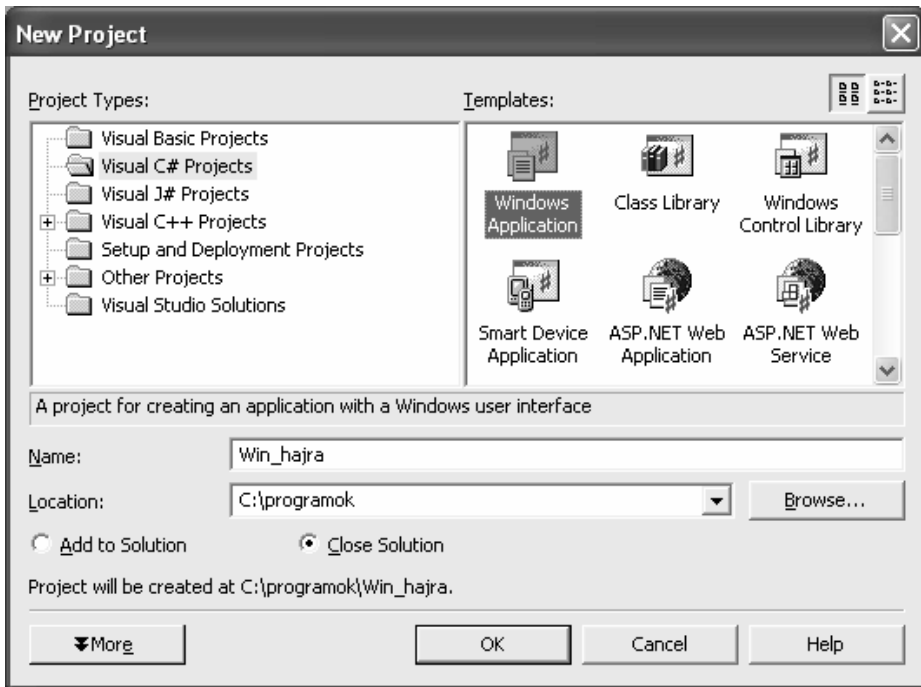 New Project
Project Types:
Templates:
Visual Basic Projects
Visual C# Projects
Visual J# Projects
Visual C++ Projects
Setup and Deployment Projects
Other Projects
Visual Studio Solutions
Windows
Application
Class Library
Windows
Control Library
Smart Device
Application
ASP.NET Web
Application
ASP.NET Web
Service
A project for creating an application with a Windows user interface
Name:
Win_hajra
Location:
C:\programok
Browse...
Add to Solution
Close Solution
Project will be created at C:\programok\Win_hajra.
More
OK
Cancel
Help